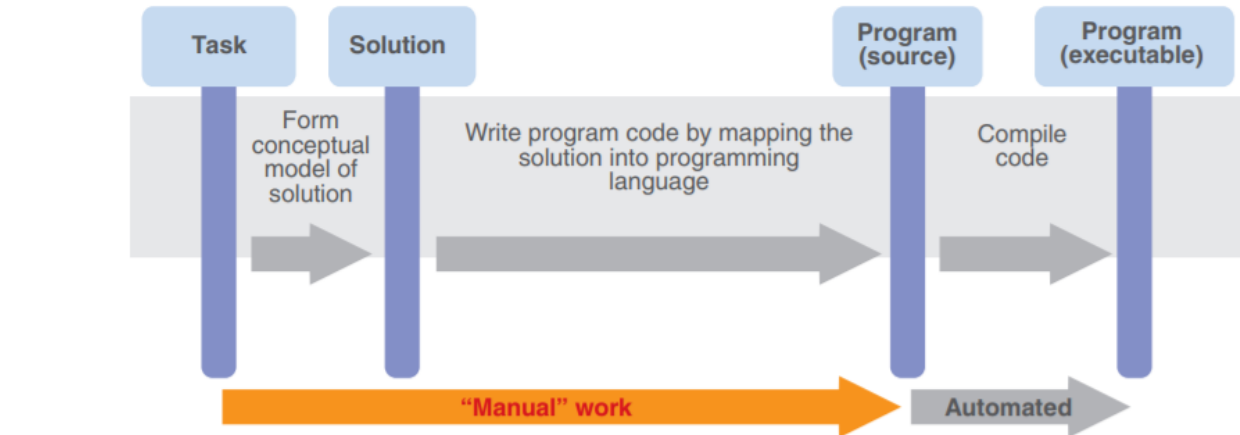 Task
Solution
Program
(source)
Program
(executable)
Form
conceptual
model of
solution
Write program code by mapping the
solution into programming
language
Compile
code
“Manual” work
Automated